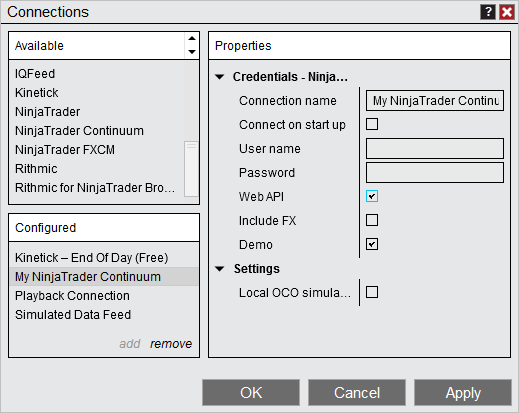 Connections
?
Available
IQFeed
Kinetick
NinjaTrader
NinjaTrader Continuum
NinjaTrader FXCM
Rithmic
Rithmic for NinjaTrader Bro...
Configured
Kinetick – End Of Day (Free)
My NinjaTrader Continuum
Playback Connection
Simulated Data Feed
add remove
Properties
Credentials - Ninja...
Connection name My NinjaTrader Continu
Connect on start up
User name
Password
Web API
Include FX
Demo
Settings
Local OCO simula...
OK Cancel Apply